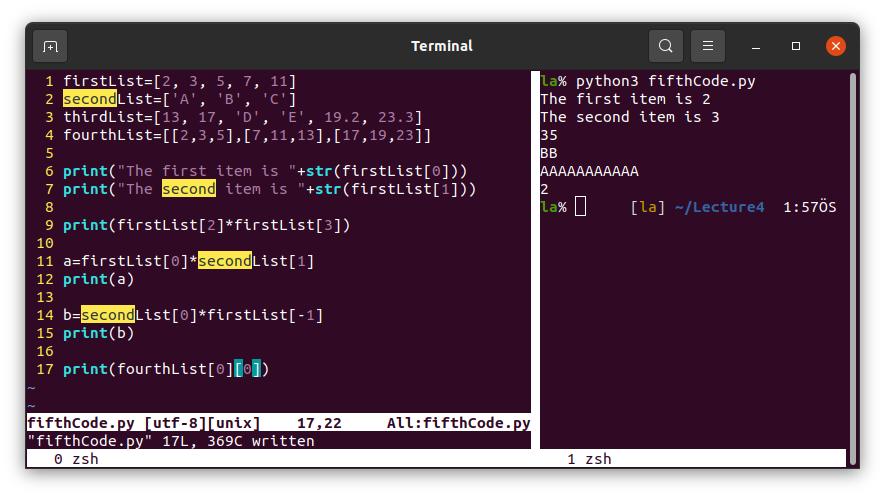 Terminal
1 firstList=[2, 3, 5, 7, 11]
2 secondList=['A', 'B', 'C']
3 thirdList=[13, 17, 'D', 'E', 19.2, 23.3]
4 fourthList=[[2,3,5],[7,11,13],[17,19,23]]
5
6 print("The first item is "+str(firstList[0]))
7 print("The second item is "+str(firstList[1]))
8
9 print(firstList[2]*firstList[3])
10
11 a=firstList[0]*secondList[1]
12 print(a)
13
14 b=secondList[0]*firstList[-1]
15 print(b)
16
17 print(fourthList[0][0])
~
~
fifthCode.py [utf-8][unix] 17,22 All:fifthCode.py
"fifthCode.py" 17L, 369C written
la% python3 fifthCode.py
The first item is 2
The second item is 3
35
BB
AAAAAAAAAAA
2
la% [la] ~/Lecture4 1:57ÖS
0 zsh
1 zsh